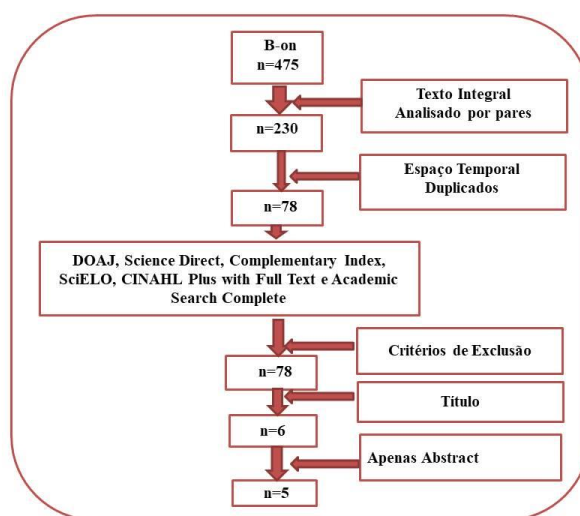 B-on
n=475
Texto Integral
Analisado por pares
n=230
Espaço Temporal
Duplicados
n=78
DOAJ, Science Direct, Complementary Index,
SciELO, CINAHL Plus with Full Text e Academic
Search Complete
Critérios de Exclusão
n=78
Titulo
n=6
Apenas Abstract
n=5